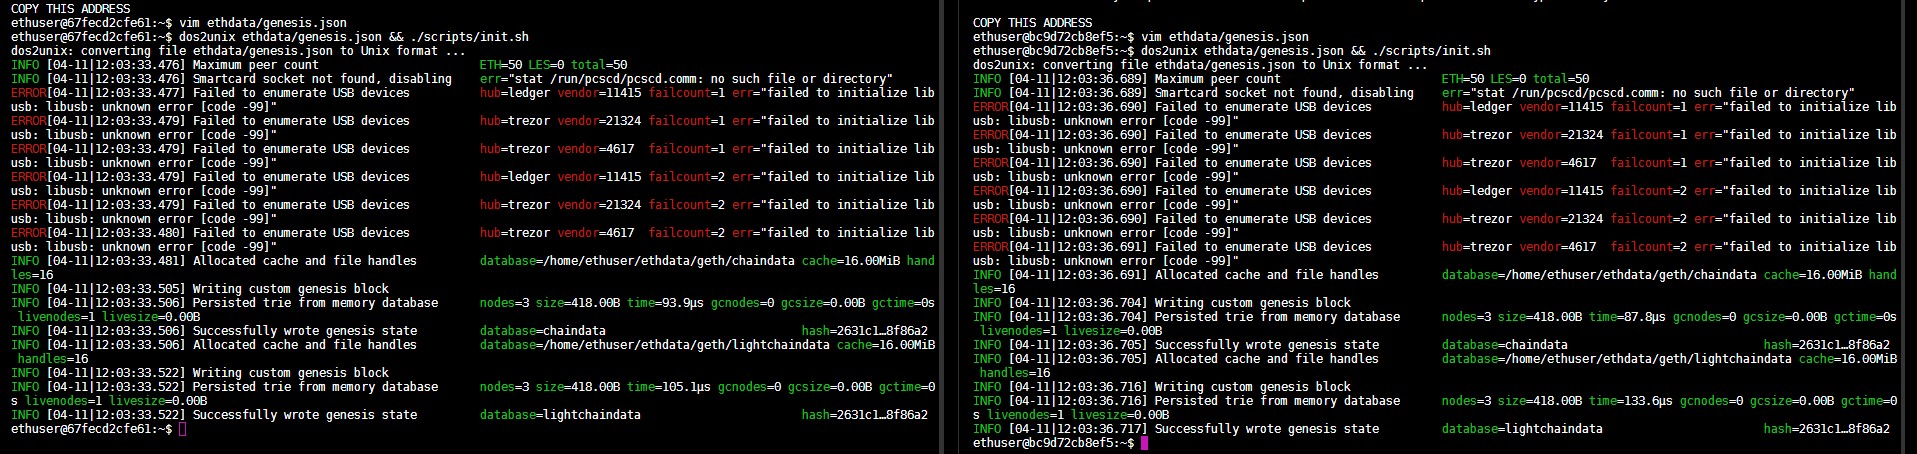 COPY THIS ADDRESS
ethuser@67fecd2cfe61:~$ vim ethdata/genesis.json
ethuser@67fecd2cfe61:~$ dos2unix ethdata/genesis.json && ./scripts/init.sh
dos2unix: converting file ethdata/genesis.json to Unix format ...
INFO [04-11|12:03:33.476] Maximum peer count ETH=50 LES=0 total=50
INFO [04-11|12:03:33.476] Smartcard socket not found, disabling err="stat /run/pcscd/pcscd.comm: no such file or directory"
ERROR[04-11|12:03:33.477] Failed to enumerate USB devices hub=ledger vendor=11415 failcount=1 err="failed to initialize lib
usb: libusb: unknown error [code -99]"
ERROR[04-11|12:03:33.479] Failed to enumerate USB devices hub=trezor vendor=21324 failcount=1 err="failed to initialize lib
usb: libusb: unknown error [code -99]"
ERROR[04-11|12:03:33.479] Failed to enumerate USB devices hub=trezor vendor=4617 failcount=1 err="failed to initialize lib
usb: libusb: unknown error [code -99]"
ERROR[04-11|12:03:33.479] Failed to enumerate USB devices hub=ledger vendor=11415 failcount=2 err="failed to initialize lib
usb: libusb: unknown error [code -99]"
ERROR[04-11|12:03:33.479] Failed to enumerate USB devices hub=trezor vendor=21324 failcount=2 err="failed to initialize lib
usb: libusb: unknown error [code -99]"
ERROR[04-11|12:03:33.480] Failed to enumerate USB devices hub=trezor vendor=4617 failcount=2 err="failed to initialize lib
usb: libusb: unknown error [code -99]"
INFO [04-11|12:03:33.481] Allocated cache and file handles database=/home/ethuser/ethdata/geth/chaindata cache=16.00MiB hand
les=16
INFO [04-11|12:03:33.505] Writing custom genesis block
INFO [04-11|12:03:33.506] Persisted trie from memory database nodes=3 size=418.00B time=93.9µs gcnodes=0 gcsize=0.00B gctime=0s
livenodes=1 livesize=0.00B
INFO [04-11|12:03:33.506] Successfully wrote genesis state database=chaindata hash=2631c1…8f86a2
INFO [04-11|12:03:33.506] Allocated cache and file handles database=/home/ethuser/ethdata/geth/lightchaindata cache=16.00MiB
handles=16
INFO [04-11|12:03:33.522] Writing custom genesis block
INFO [04-11|12:03:33.522] Persisted trie from memory database nodes=3 size=418.00B time=105.1µs gcnodes=0 gcsize=0.00B gctime=0
s livenodes=1 livesize=0.00B
INFO [04-11|12:03:33.522] Successfully wrote genesis state database=lightchaindata hash=2631c1…8f86a2
ethuser@67fecd2cfe61:~$
COPY THIS ADDRESS
ethuser@bc9d72cb8ef5:~$ vim ethdata/genesis.json
ethuser@bc9d72cb8ef5:~$ dos2unix ethdata/genesis.json && ./scripts/init.sh
dos2unix: converting file ethdata/genesis.json to Unix format ...
INFO [04-11|12:03:36.689] Maximum peer count ETH=50 LES=0 total=50
INFO [04-11|12:03:36.689] Smartcard socket not found, disabling err="stat /run/pcscd/pcscd.comm: no such file or directory"
ERROR[04-11|12:03:36.690] Failed to enumerate USB devices hub=ledger vendor=11415 failcount=1 err="failed to initialize lib
usb: libusb: unknown error [code -99]"
ERROR[04-11|12:03:36.690] Failed to enumerate USB devices hub=trezor vendor=21324 failcount=1 err="failed to initialize lib
usb: libusb: unknown error [code -99]"
ERROR[04-11|12:03:36.690] Failed to enumerate USB devices hub=trezor vendor=4617 failcount=1 err="failed to initialize lib
usb: libusb: unknown error [code -99]"
ERROR[04-11|12:03:36.690] Failed to enumerate USB devices hub=ledger vendor=11415 failcount=2 err="failed to initialize lib
usb: libusb: unknown error [code -99]"
ERROR[04-11|12:03:36.690] Failed to enumerate USB devices hub=trezor vendor=21324 failcount=2 err="failed to initialize lib
usb: libusb: unknown error [code -99]"
ERROR[04-11|12:03:36.691] Failed to enumerate USB devices hub=trezor vendor=4617 failcount=2 err="failed to initialize lib
usb: libusb: unknown error [code -99]"
INFO [04-11|12:03:36.691] Allocated cache and file handles database=/home/ethuser/ethdata/geth/chaindata cache=16.00MiB hand
les=16
INFO [04-11|12:03:36.704] Writing custom genesis block
INFO [04-11|12:03:36.704] Persisted trie from memory database nodes=3 size=418.00B time=87.8µs gcnodes=0 gcsize=0.00B gctime=0s
livenodes=1 livesize=0.00B
INFO [04-11|12:03:36.705] Successfully wrote genesis state database=chaindata hash=2631c1…8f86a2
INFO [04-11|12:03:36.705] Allocated cache and file handles database=/home/ethuser/ethdata/geth/lightchaindata cache=16.00MiB
handles=16
INFO [04-11|12:03:36.716] Writing custom genesis block
INFO [04-11|12:03:36.716] Persisted trie from memory database nodes=3 size=418.00B time=133.6µs gcnodes=0 gcsize=0.00B gctime=0
s livenodes=1 livesize=0.00B
INFO [04-11|12:03:36.717] Successfully wrote genesis state database=lightchaindata hash=2631c1…8f86a2
ethuser@bc9d72cb8ef5:~$